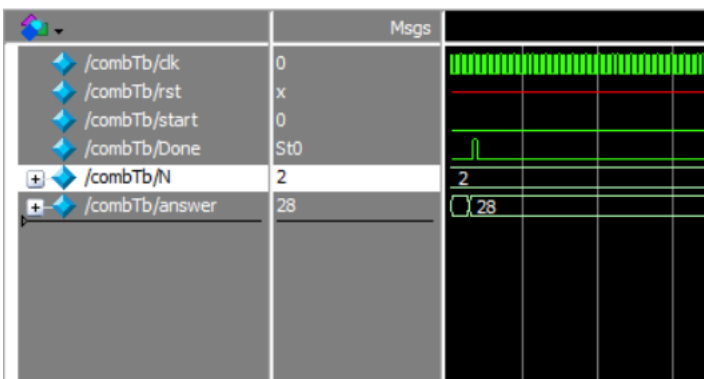 Msgs
/combTb/clk 0
/combTb/rst x
/combTb/start 0
/combTb/Done St0
/combTb/N 2 2
/combTb/answer 28 28